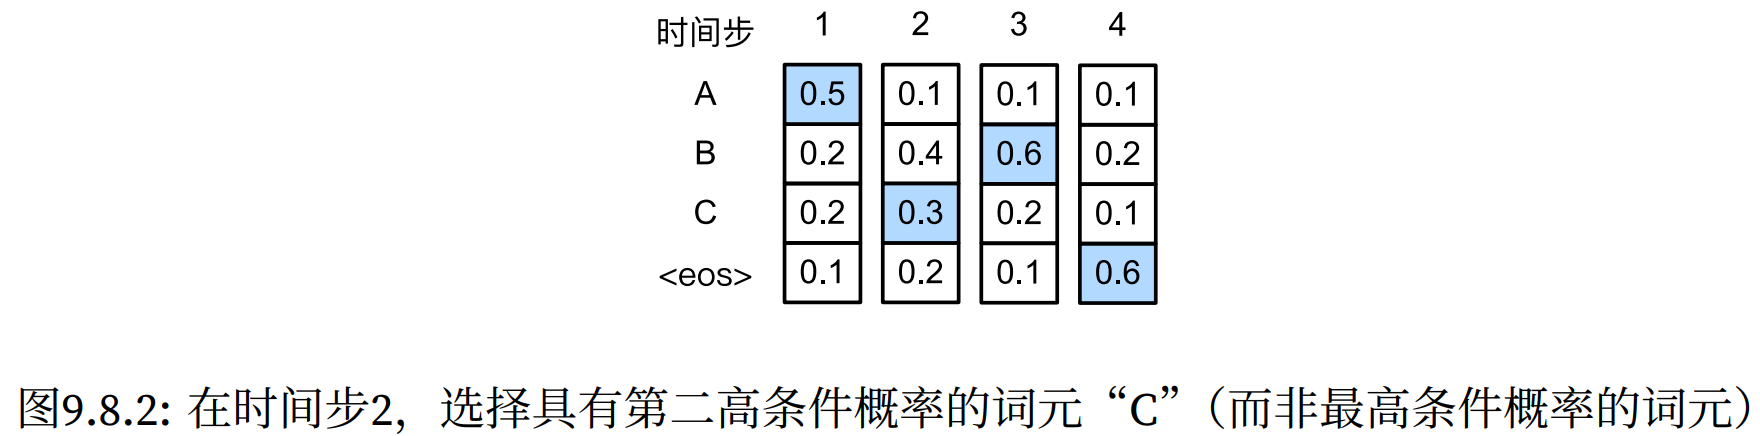 时间步 1 2 3 4
A 0.5 0.1 0.1 0.1
B 0.2 0.4 0.6 0.2
C 0.2 0.3 0.2 0.1
<eos> 0.1 0.2 0.1 0.6
图9.8.2: 在时间步2，选择具有第二高条件概率的词元“C”（而非最高条件概率的词元）